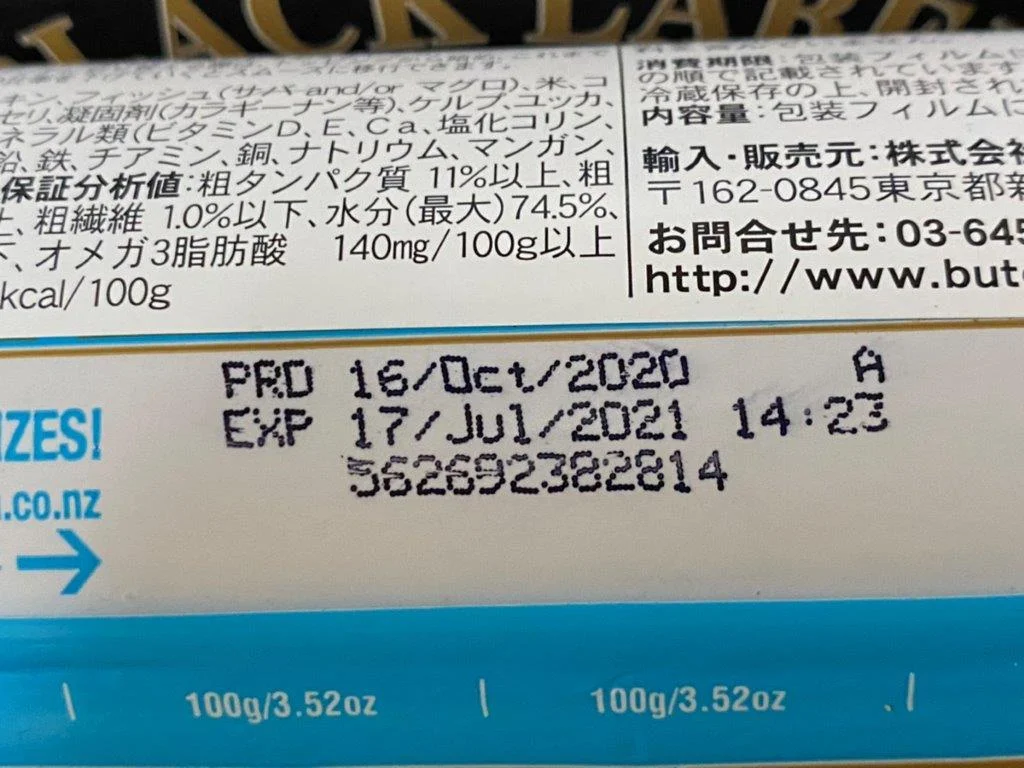 BLACK LABEL
キン、フィッシュ(サバ and/or マグロ)、米、コ
セリ、凝固剤(カラギーナン等)、ケルプ、ユッカ、
ネラル類(ビタミンD、E、Ca、塩化コリン、
鉛、鉄、チアミン、銅、ナトリウム、マンガン、
保証分析値:粗タンパク質 11%以上、粗
上、粗繊維 1.0%以下、水分(最大)74.5%、
下、オメガ3脂肪酸 140mg/100g以上
kcal/100g
消費期限:包装フィルム
の順で記載されています
冷蔵保存の上、開封され
内容量:包装フィルムに
輸入・販売元:株式会社
〒162-0845東京都新
お問合せ先:03-645
http://www.butc
PRD 16/Oct/2020 A
EXP 17/Jul/2021 14:23
562692382814
IZES!
.co.nz
→
100g/3.52oz 100g/3.52oz